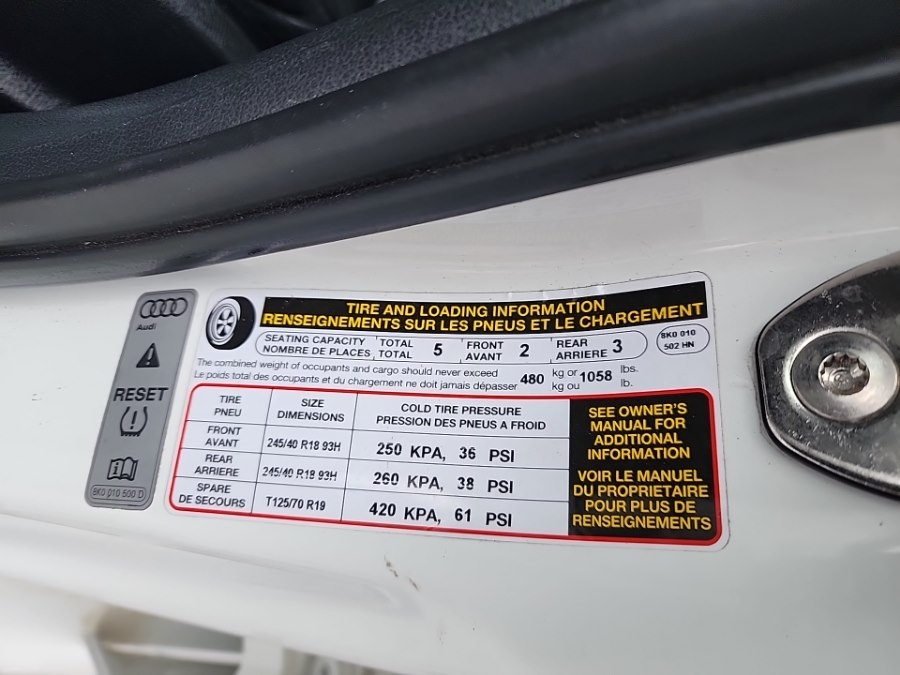 Audi
RESET
8K0 010 500 D
TIRE AND LOADING INFORMATION
RENSEIGNEMENTS SUR LES PNEUS ET LE CHARGEMENT
SEATING CAPACITY TOTAL 5 FRONT 2 REAR 3
NOMBRE DE PLACES TOTAL AVANT ARRIERE
8K0 010
502 HN
The combined weight of occupants and cargo should never exceed 480 kg or 1058 lbs.
Le poids total des occupants et du chargement ne doit jamais dépasser kg ou lb.
TIRE SIZE COLD TIRE PRESSURE
PNEU DIMENSIONS PRESSION DES PNEUS A FROID
FRONT
AVANT 245/40 R18 93H 250 KPA, 36 PSI
REAR
ARRIERE 245/40 R18 93H 260 KPA, 38 PSI
SPARE
DE SECOURS T125/70 R19 420 KPA, 61 PSI
SEE OWNER'S
MANUAL FOR
ADDITIONAL
INFORMATION
VOIR LE MANUEL
DU PROPRIETAIRE
POUR PLUS DE
RENSEIGNEMENTS